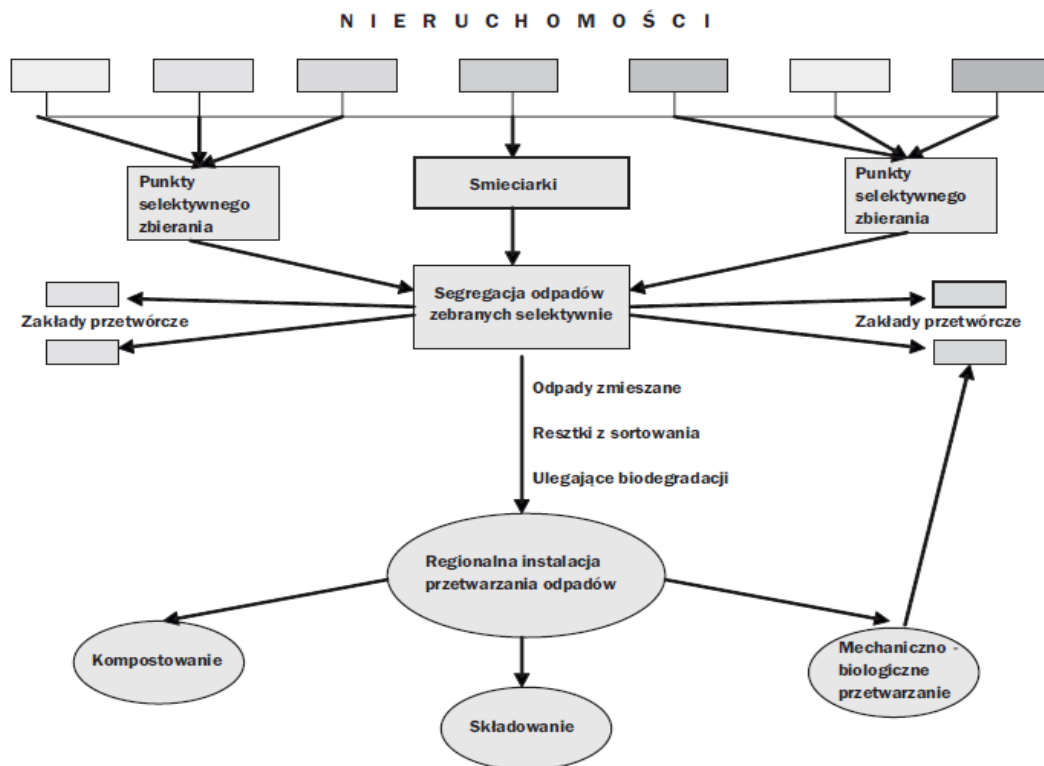 NIERUCHOMOŚCI
Punkty
selektywnego
zbierania
Smieciarki
Punkty
selektywnego
zbierania
Segregacja odpadów
zebranych selektywnie
Zakłady przetwórcze
Zakłady przetwórcze
Odpady zmieszane
Resztki z sortowania
Ulegające biodegradacji
Regionalna instalacja
przetwarzania odpadów
Kompostowanie
Mechaniczno -
biologiczne
przetwarzanie
Składowanie